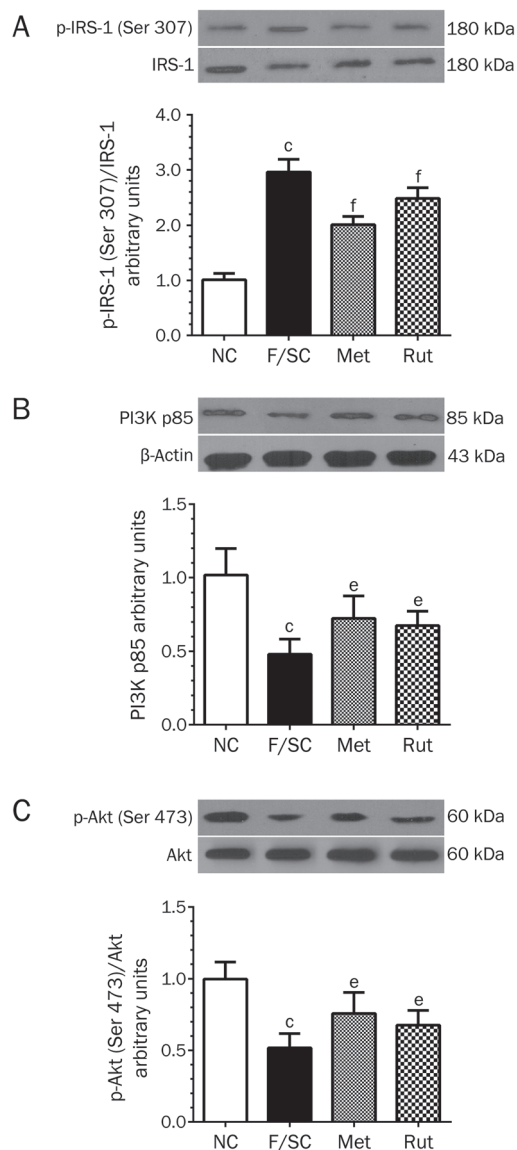 A
p-IRS-1 (Ser 307)
180 kDa
IRS-1
180 kDa
p-IRS-1 (Ser 307)/IRS-1
arbitrary units
4.0
3.0
2.0
1.0
0.0
c
f
f
NC
F/SC
Met
Rut
B
PI3K p85
85 kDa
β-Actin
43 kDa
PI3K p85 arbitrary units
1.5
1.0
0.5
0.0
c
e
e
NC
F/SC
Met
Rut
C
p-Akt (Ser 473)
60 kDa
Akt
60 kDa
p-Akt (Ser 473)/Akt
arbitrary units
1.5
1.0
0.5
0.0
c
e
e
NC
F/SC
Met
Rut